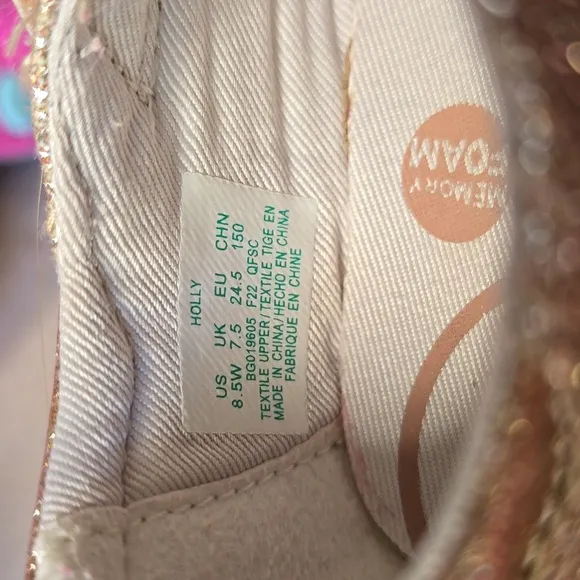 HOLLY
US UK EU CHN
8.5W 7.5 24.5 150
BG019605 F22 QFSC
TEXTILE UPPER/TEXTILE TIGE EN
MADE IN CHINA/HECHO EN CHINA
FABRIQUE EN CHINE
MEMORY
FOAM